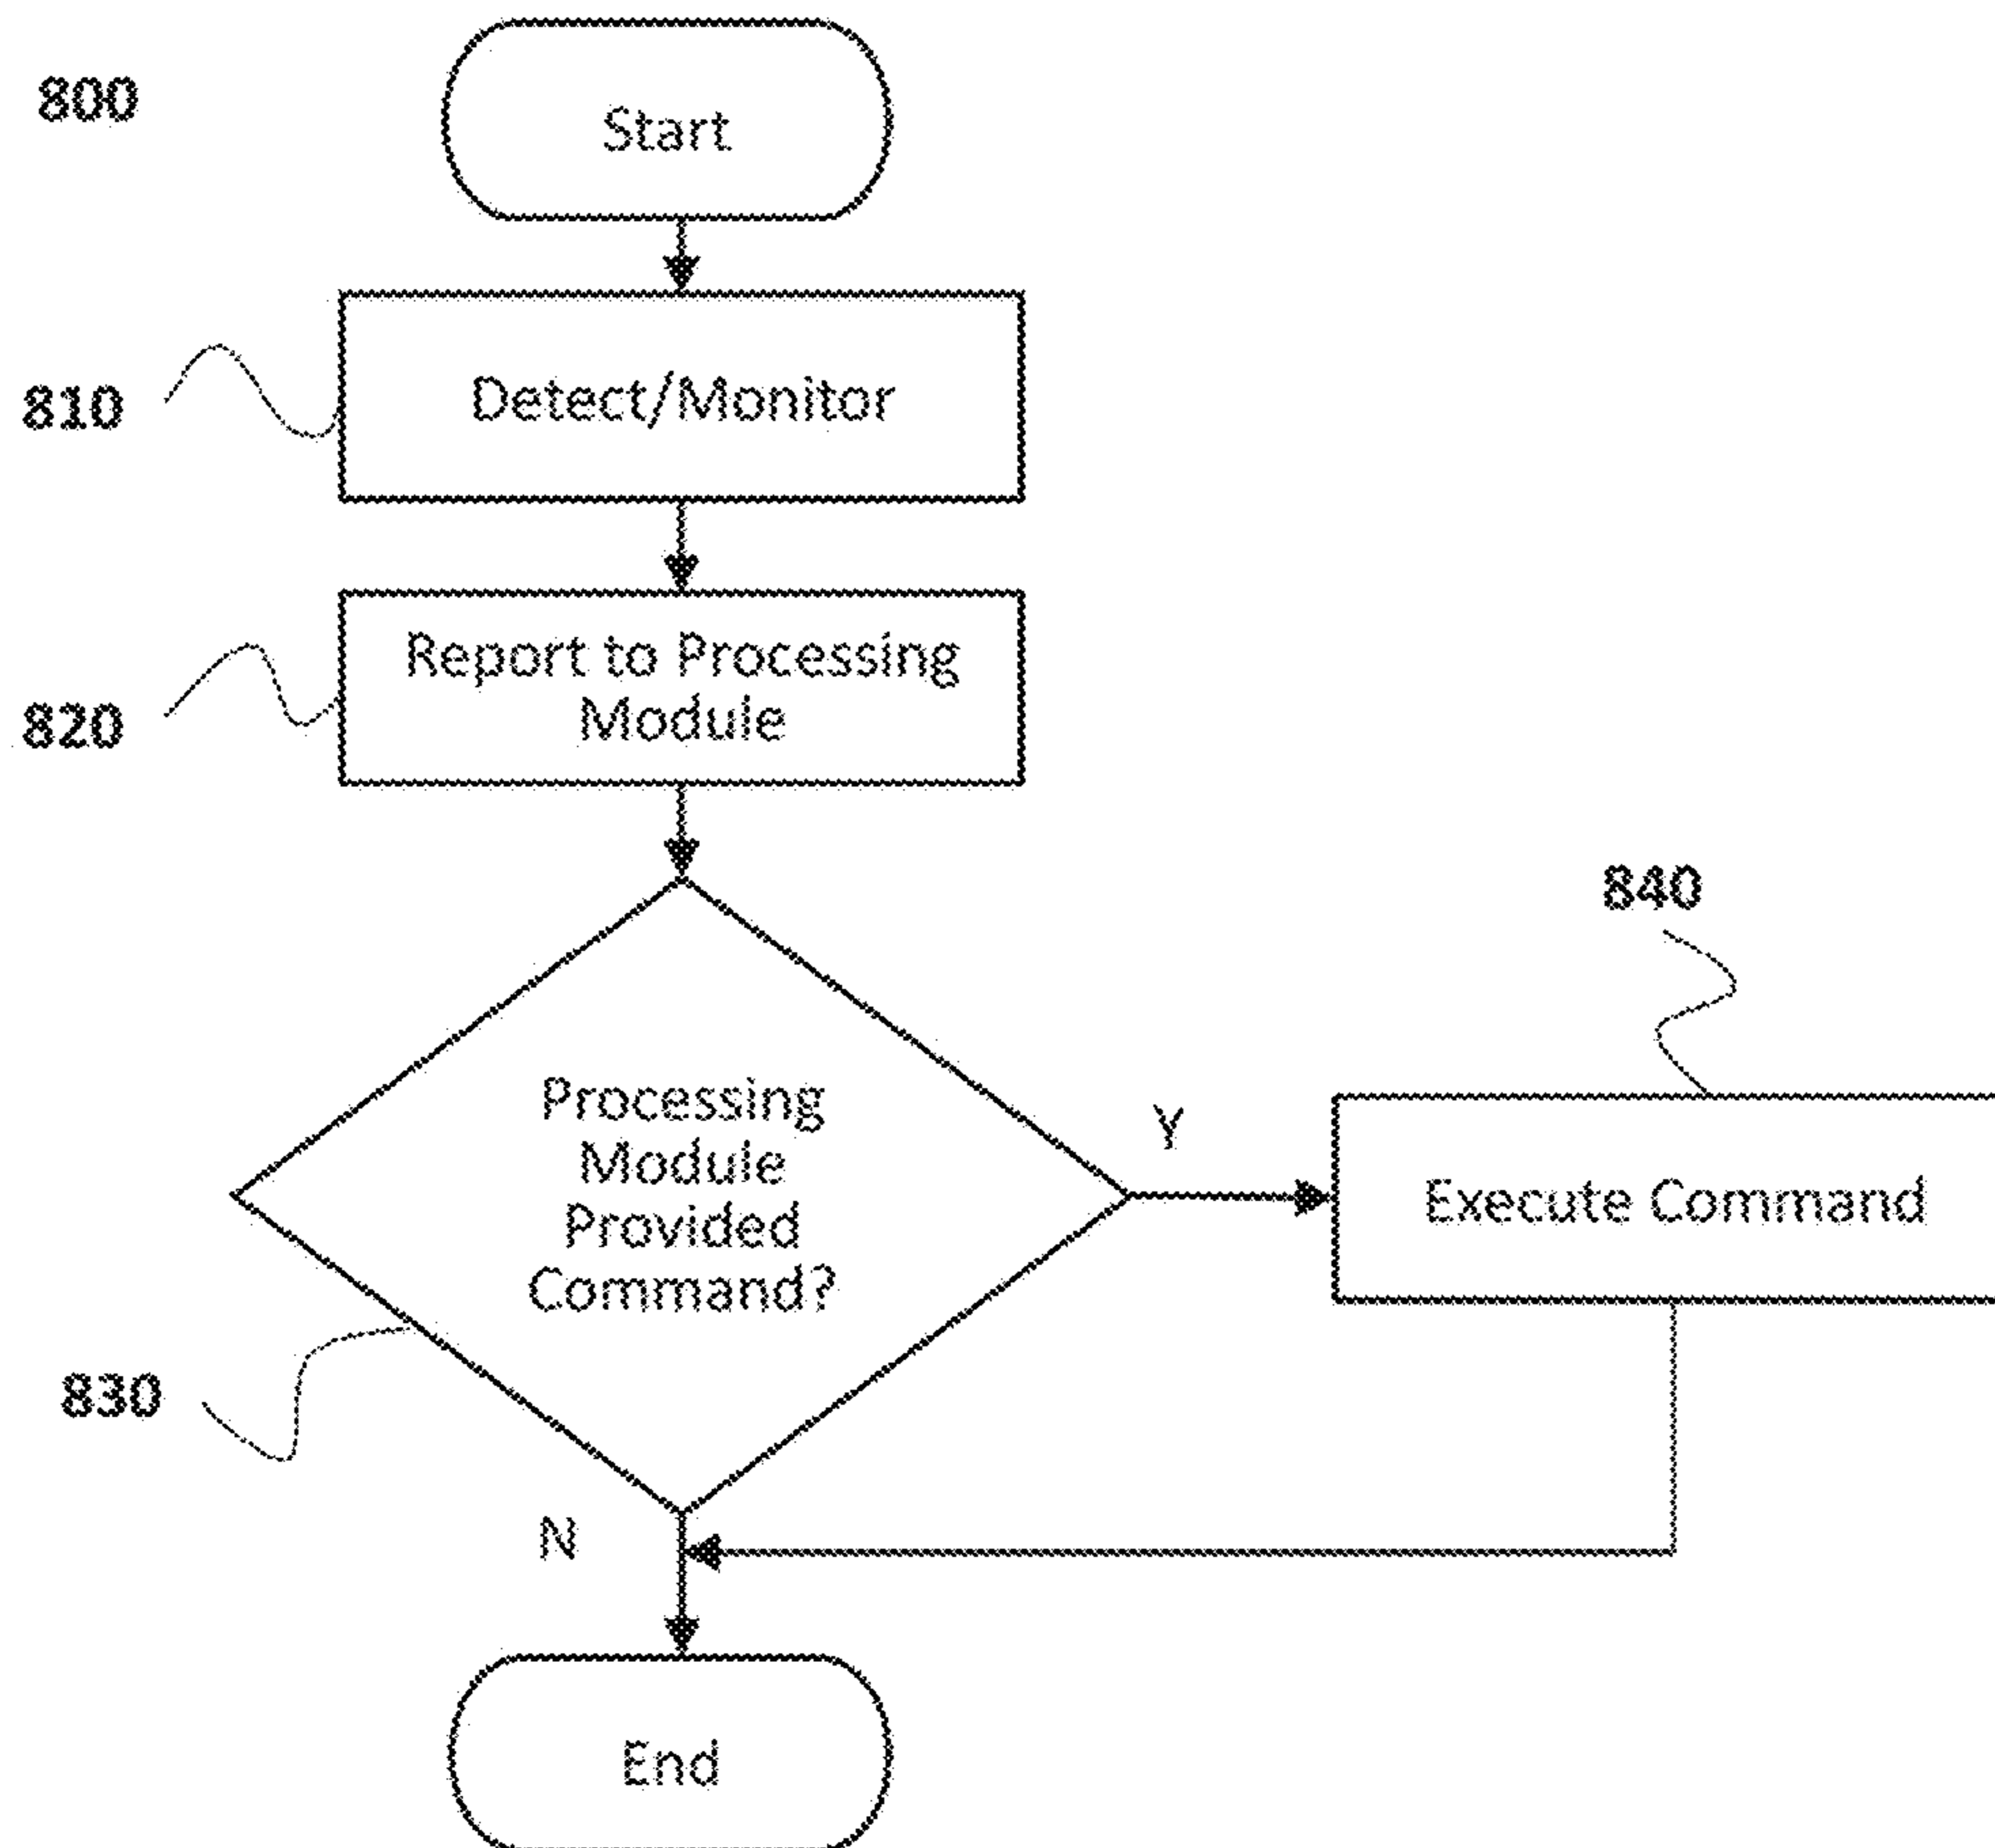 800
Start
810
Detect/Monitor
820
Report to Processing
Module
840
Processing
Module
Provided
Command?
Y
Execute Command
830
N
End